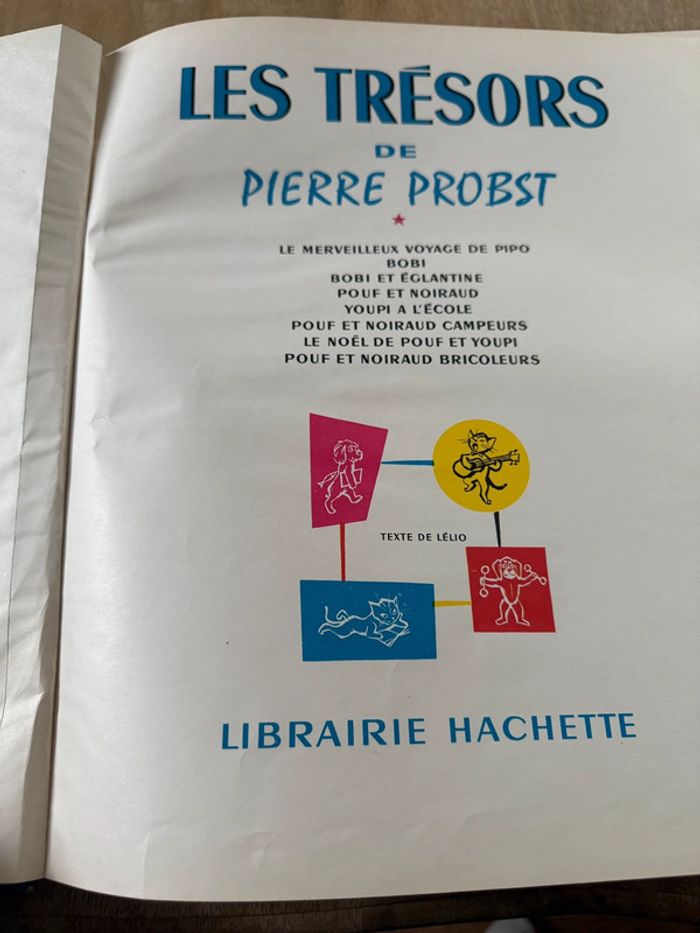 LES TRÉSORS
DE
PIERRE PROBST
LE MERVEILLEUX VOYAGE DE PIPO
BOBI
BOBI ET ÉGLANTINE
POUF ET NOIRAUD
YOUPI A L'ÉCOLE
POUF ET NOIRAUD CAMPEURS
LE NOËL DE POUF ET YOUPI
POUF ET NOIRAUD BRICOLEURS
TEXTE DE LÉLIO
LIBRAIRIE HACHETTE